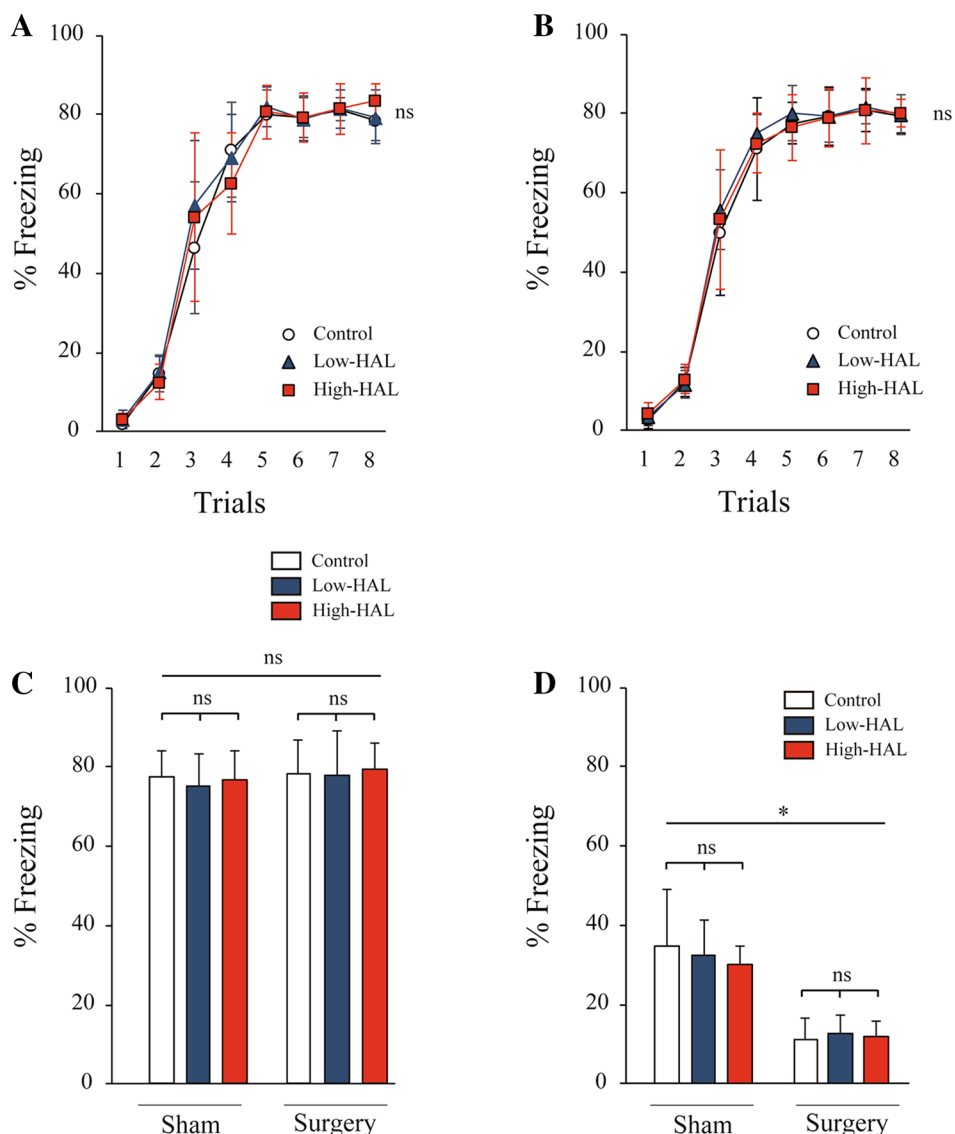 A
100
80
60
40
20
0
% Freezing
ns
Control
Low-HAL
High-HAL
1 2 3 4 5 6 7 8
Trials
B
100
80
60
40
20
0
% Freezing
ns
Control
Low-HAL
High-HAL
1 2 3 4 5 6 7 8
Trials
Control
Low-HAL
High-HAL
C
100
80
60
40
20
0
% Freezing
ns
ns
ns
Sham Surgery
D
100
80
60
40
20
0
% Freezing
Control
Low-HAL
High-HAL
*
ns
ns
Sham Surgery